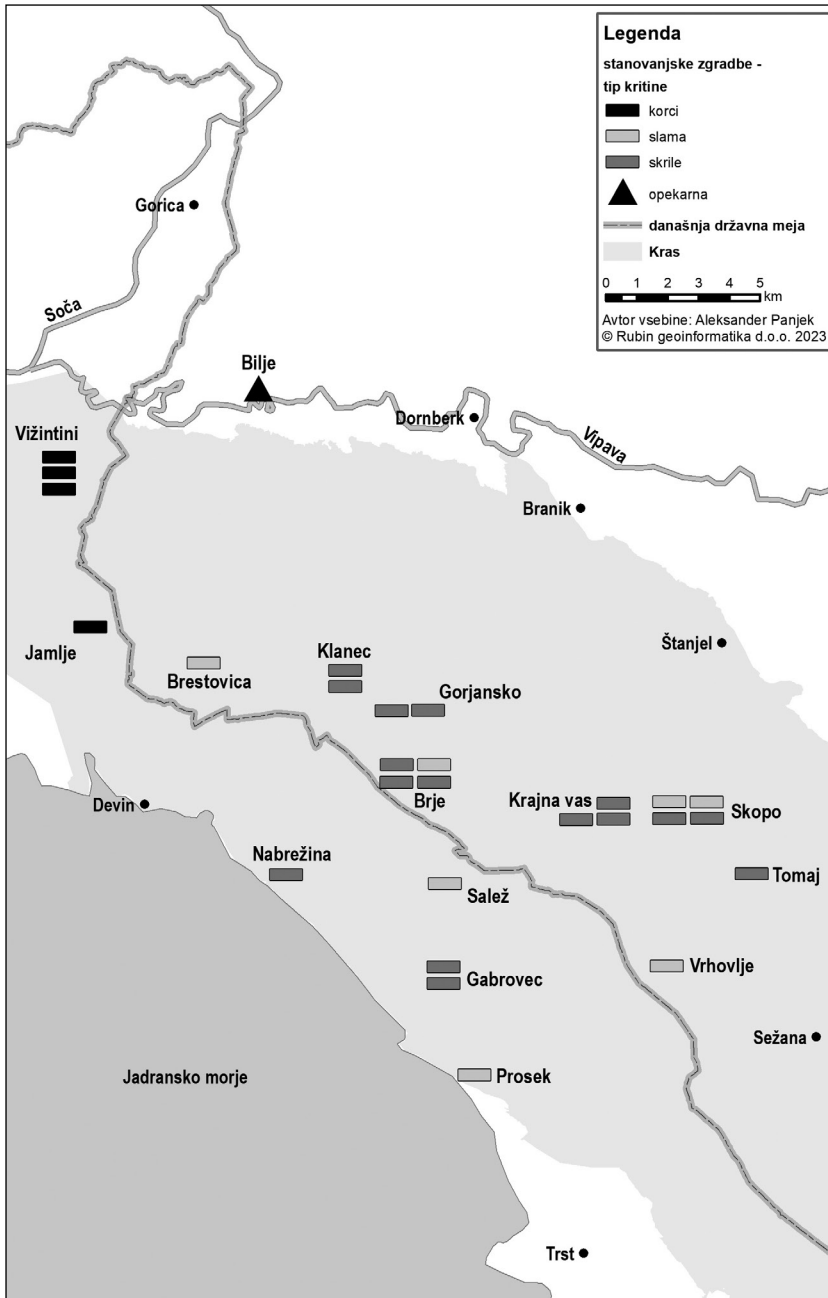 Legenda
stanovanjske zgradbe -
tip kritine
korci
slama
skrile
opekarna
današnja državna meja
Kras
0 1 2 3 4 5
km
Avtor vsebine: Aleksander Panjek
© Rubin geoinformatika d.o.o. 2023
Gorica
Soča
Bilje
Dornberk
Vipava
Vižintini
Branik
Jamlje
Brestovica
Klanec
Štanjel
Gorjansko
Brje
Krajna vas
Skopo
Devin
Nabrežina
Salež
Tomaj
Gabrovec
Vrhovlje
Sežana
Jadransko morje
Prosek
Trst